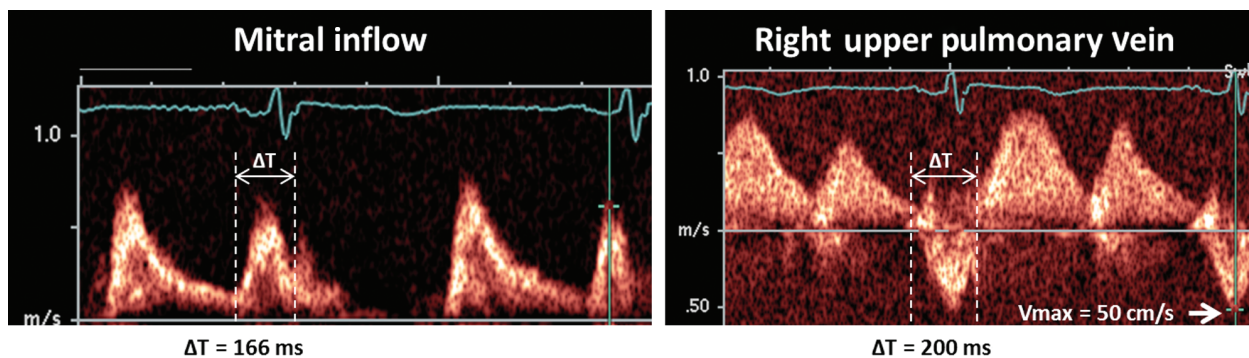 Mitral inflow
1.0
ΔT
m/s
ΔT = 166 ms
Right upper pulmonary Vein
1.0
ΔT
m/s
.50
Vmax = 50 cm/s
ΔT = 200 ms